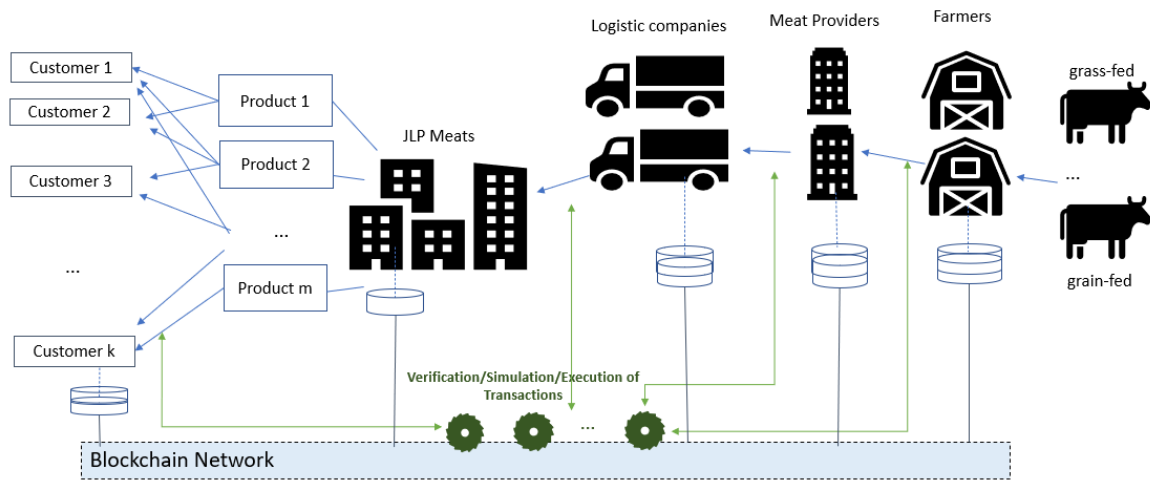 Logistic companies
Meat Providers
Farmers
Customer 1
Customer 2
Customer 3
...
Customer k
Product 1
Product 2
...
Product m
JLP Meats
grass-fed
...
grain-fed
Verification/Simulation/Execution of
Transactions
...
Blockchain Network